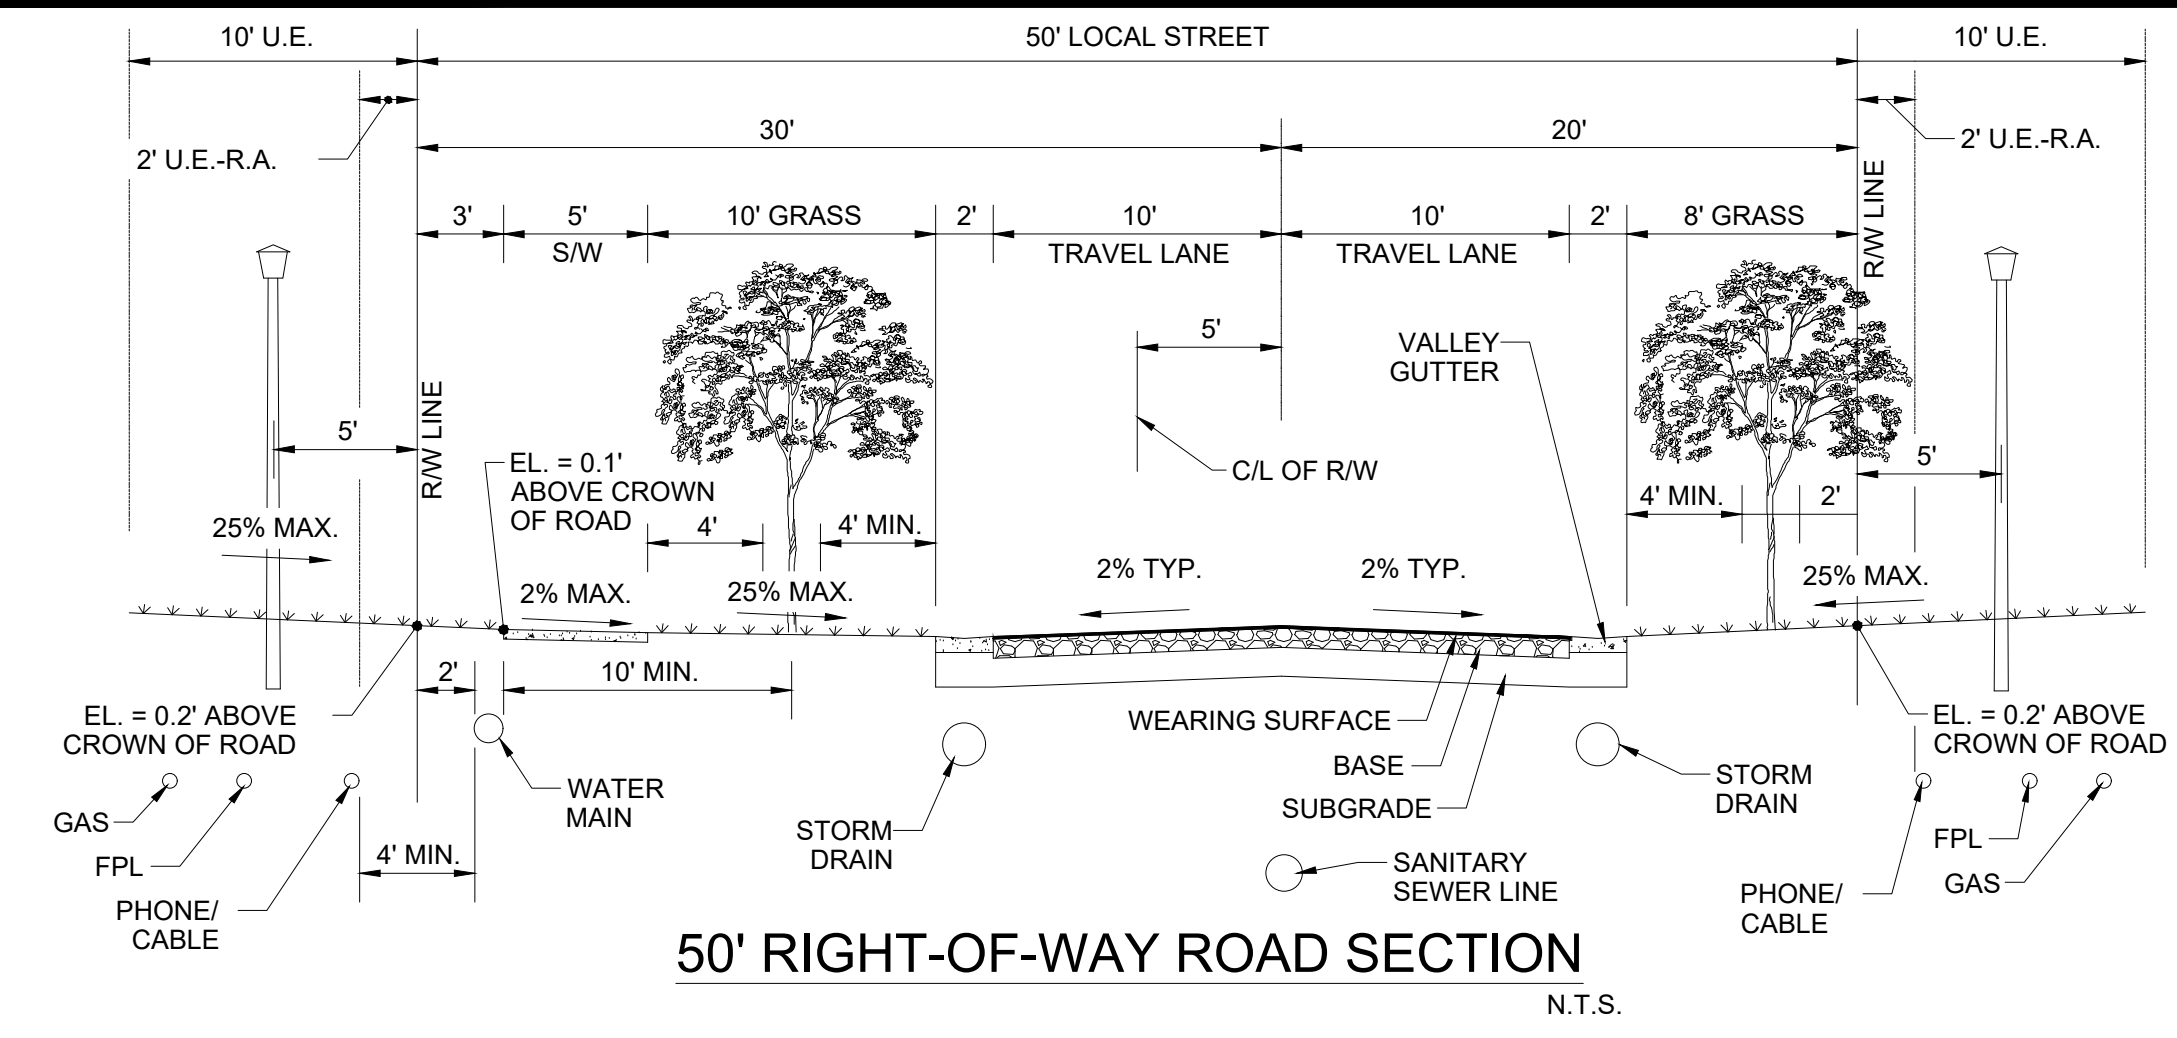 10' U.E.
50' LOCAL STREET
10' U.E.
30'
20'
2' U.E.-R.A.
2' U.E.-R.A.
R/W LINE
3'
5'
S/W
10' GRASS
2'
10'
TRAVEL LANE
10'
TRAVEL LANE
2'
8' GRASS
5'
VALLEY
GUTTER
R/W LINE
5'
C/L OF R/W
5'
EL. = 0.1'
ABOVE CROWN
OF ROAD
25% MAX.
4'
4' MIN.
4' MIN.
2'
2% MAX.
25% MAX.
2% TYP.
2% TYP.
25% MAX.
2'
10' MIN.
EL. = 0.2' ABOVE
CROWN OF ROAD
WEARING SURFACE
BASE
SUBGRADE
EL. = 0.2' ABOVE
CROWN OF ROAD
WATER
MAIN
STORM
DRAIN
STORM
DRAIN
GAS
FPL
PHONE/
CABLE
4' MIN.
SANITARY
SEWER LINE
FPL
GAS
PHONE/
CABLE
50' RIGHT-OF-WAY ROAD SECTION
N.T.S.